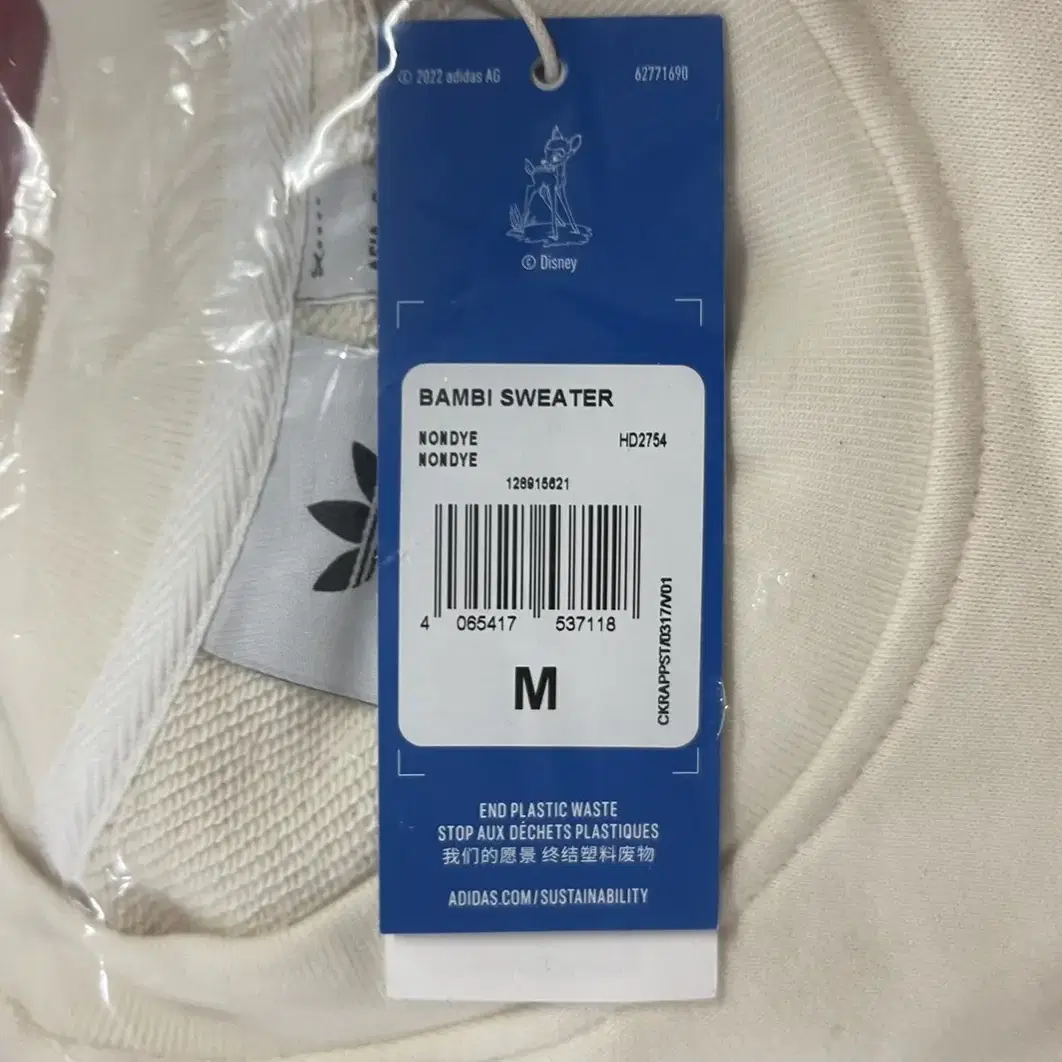 © 2022 adidas AG
62771690
© Disney
BAMBI SWEATER
NONDYE
HD2754
NONDYE
128915621
4 065417 537118
M
CKRAPPST/0317/V01
END PLASTIC WASTE
STOP AUX DÉCHETS PLASTIQUES
我们的愿景 终结塑料废物
ADIDAS.COM/SUSTAINABILITY